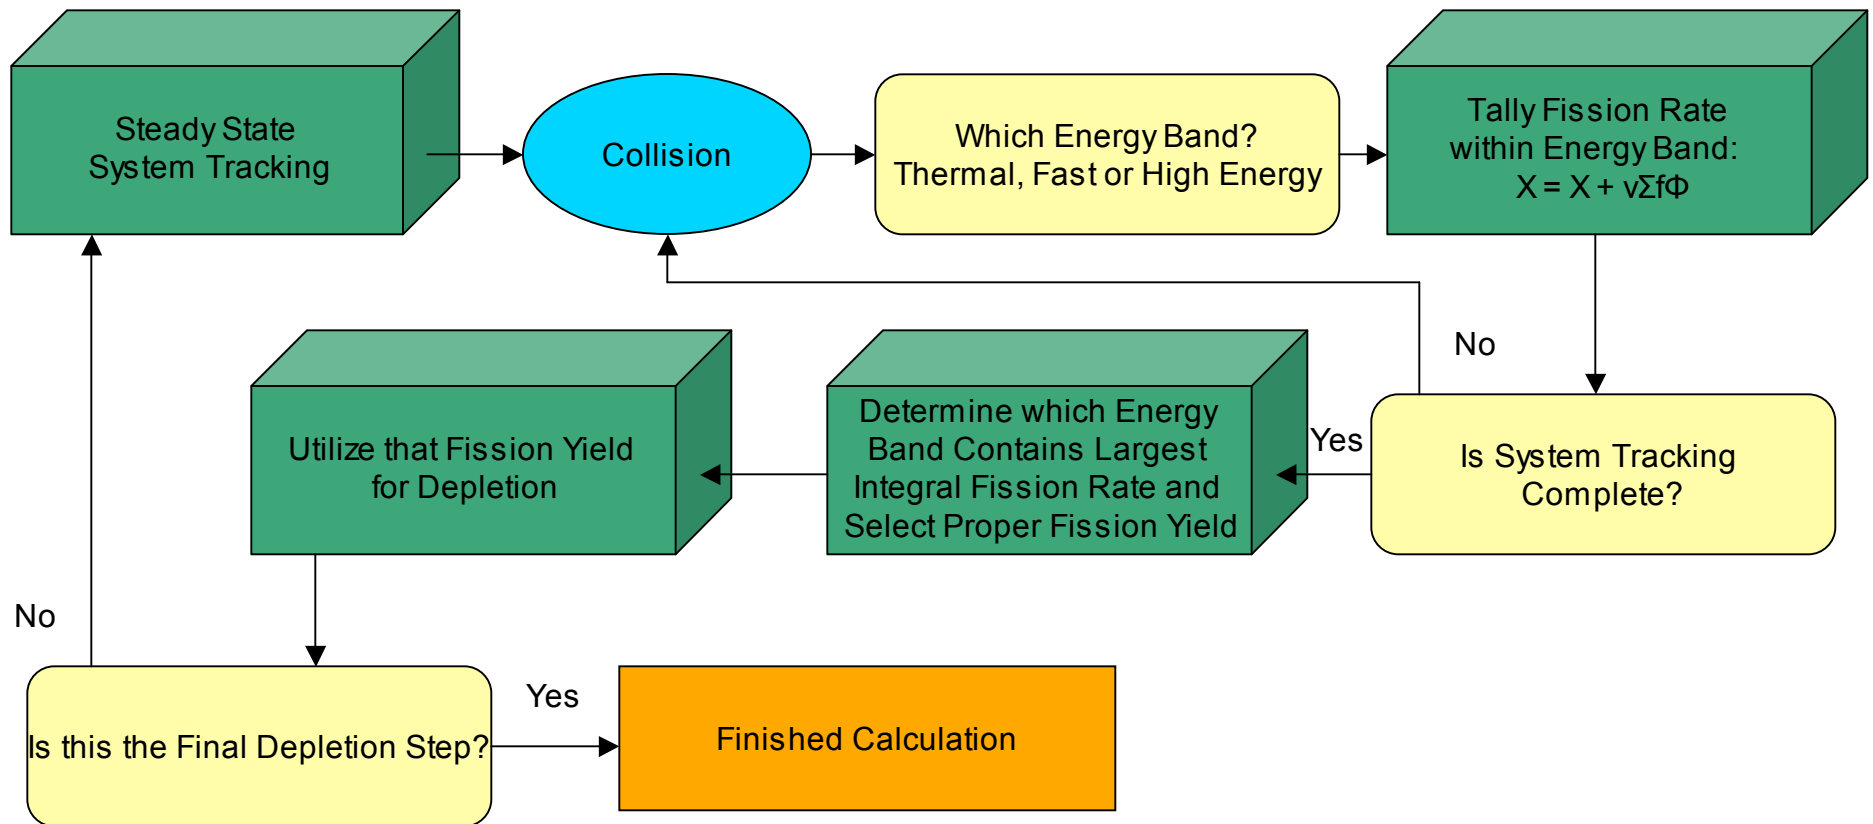 Steady State
System Tracking
Collision
Which Energy Band?
Thermal, Fast or High Energy
Tally Fission Rate
within Energy Band:
X = X + νΣfΦ
No
Is System Tracking
Complete?
Yes
Determine which Energy
Band Contains Largest
Integral Fission Rate and
Select Proper Fission Yield
Utilize that Fission Yield
for Depletion
No
Is this the Final Depletion Step?
Yes
Finished Calculation